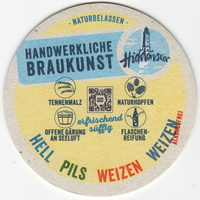 · NATURBELASSEN ·
HANDWERKLICHE
BRAUKUNST
Hiddensee
TENNENMALZ
NATURHOPFEN
erfrischend
süffig
OFFENE GÄRUNG
AN SEELUFT
FLASCHEN-
REIFUNG
HELL PILS WEIZEN WEIZEN